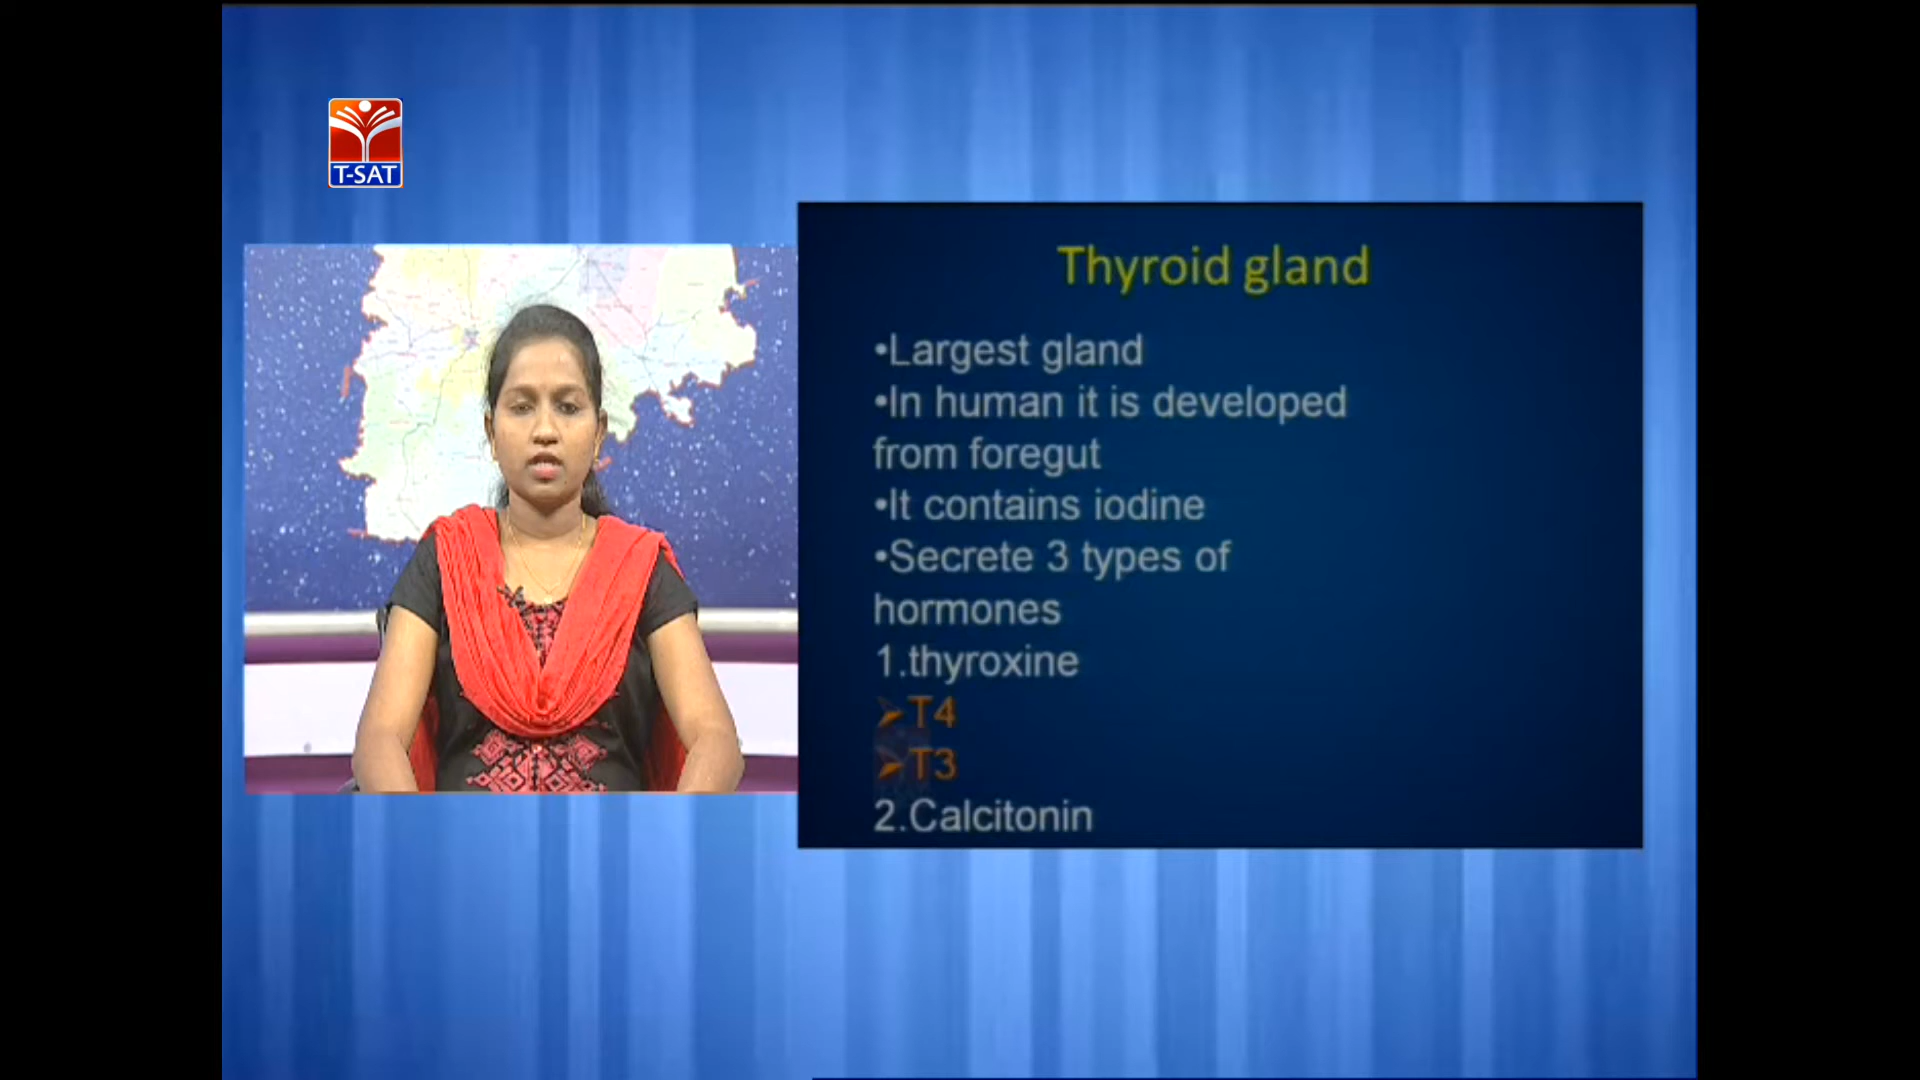 T-SAT
Thyroid gland
•Largest gland
•In human it is developed
from foregut
•It contains iodine
•Secrete 3 types of
hormones
1.thyroxine
➢T4
➢T3
2.Calcitonin